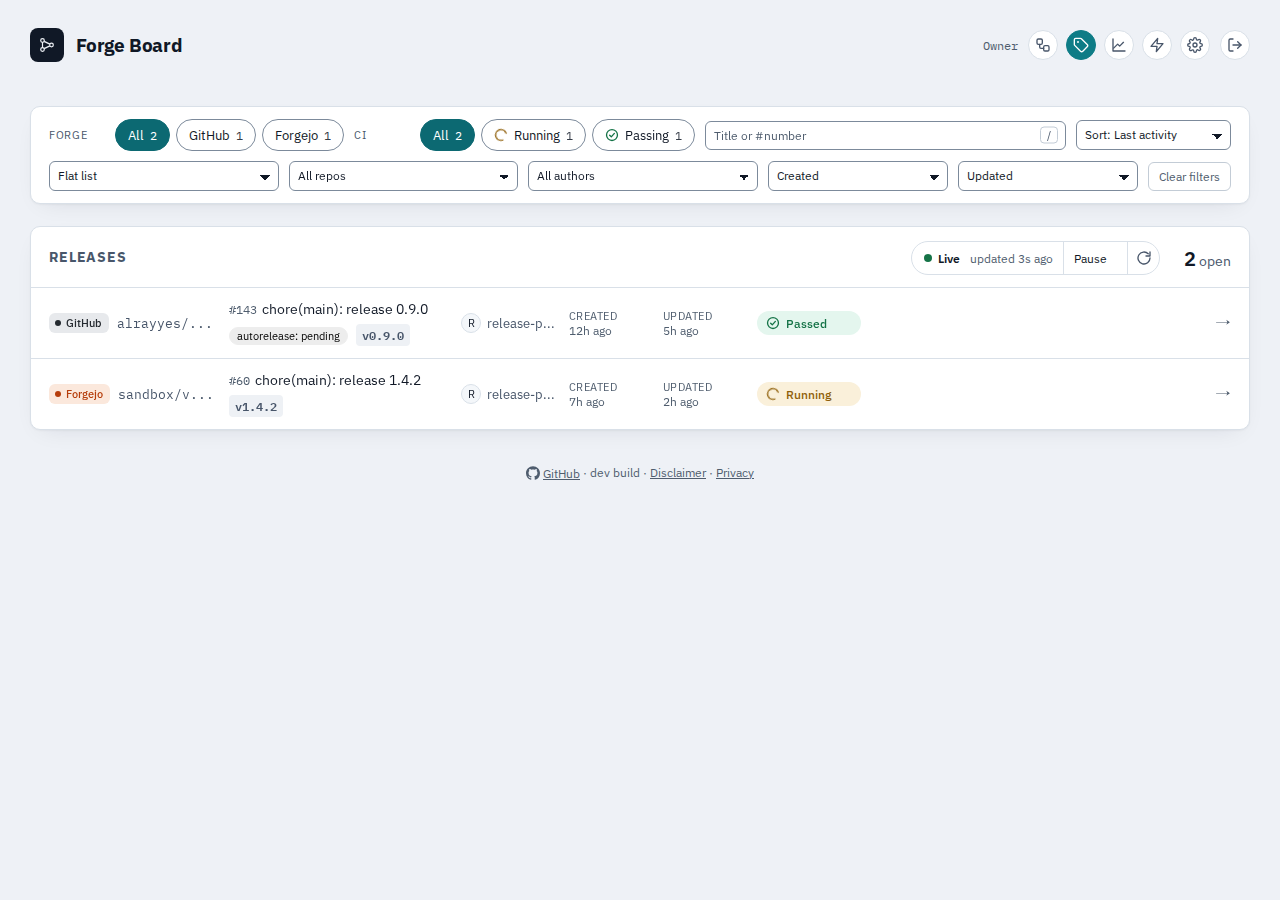 Forge Board
Owner
FORGE All 2 GitHub 1 Forgejo 1 CI All 2 Running 1 Passing 1 Title or #number / Sort: Last activity
Flat list All repos All authors Created Updated Clear filters
RELEASES Live updated 3s ago Pause 2 open
GitHub alrayyes/... #143 chore(main): release 0.9.0 R release-p... CREATED UPDATED Passed →
autorelease: pending v0.9.0 12h ago 5h ago
Forgejo sandbox/v... #60 chore(main): release 1.4.2 R release-p... CREATED UPDATED Running →
v1.4.2 7h ago 2h ago
GitHub · dev build · Disclaimer · Privacy